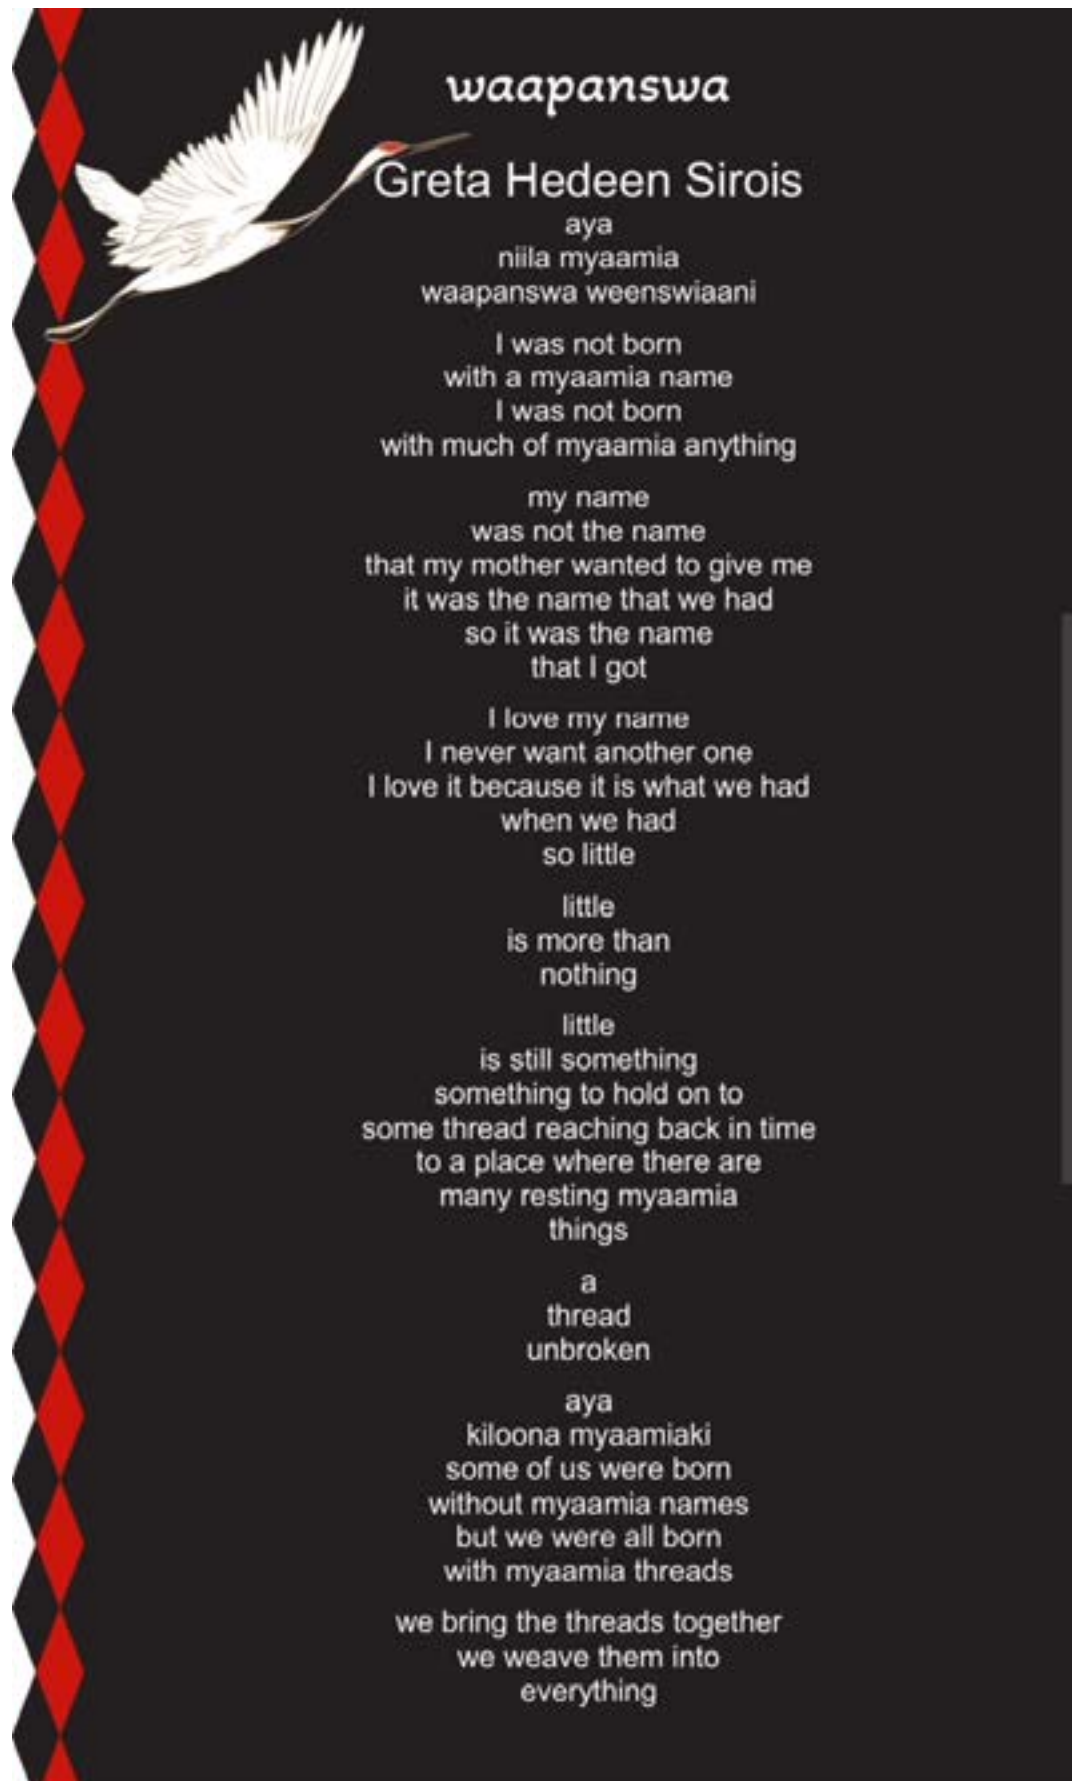 waapanswa
Greta Hedeen Sirois
aya
niila myaamia
waapanswa weenswiaani
I was not born
with a myaamia name
I was not born
with much of myaamia anything
my name
was not the name
that my mother wanted to give me
it was the name that we had
so it was the name
that I got
I love my name
I never want another one
I love it because it is what we had
when we had
so little
little
is more than
nothing
little
is still something
something to hold on to
some thread reaching back in time
to a place where there are
many resting myaamia
things
a
thread
unbroken
aya
kiloona myaamiaki
some of us were born
without myaamia names
but we were all born
with myaamia threads
we bring the threads together
we weave them into
everything